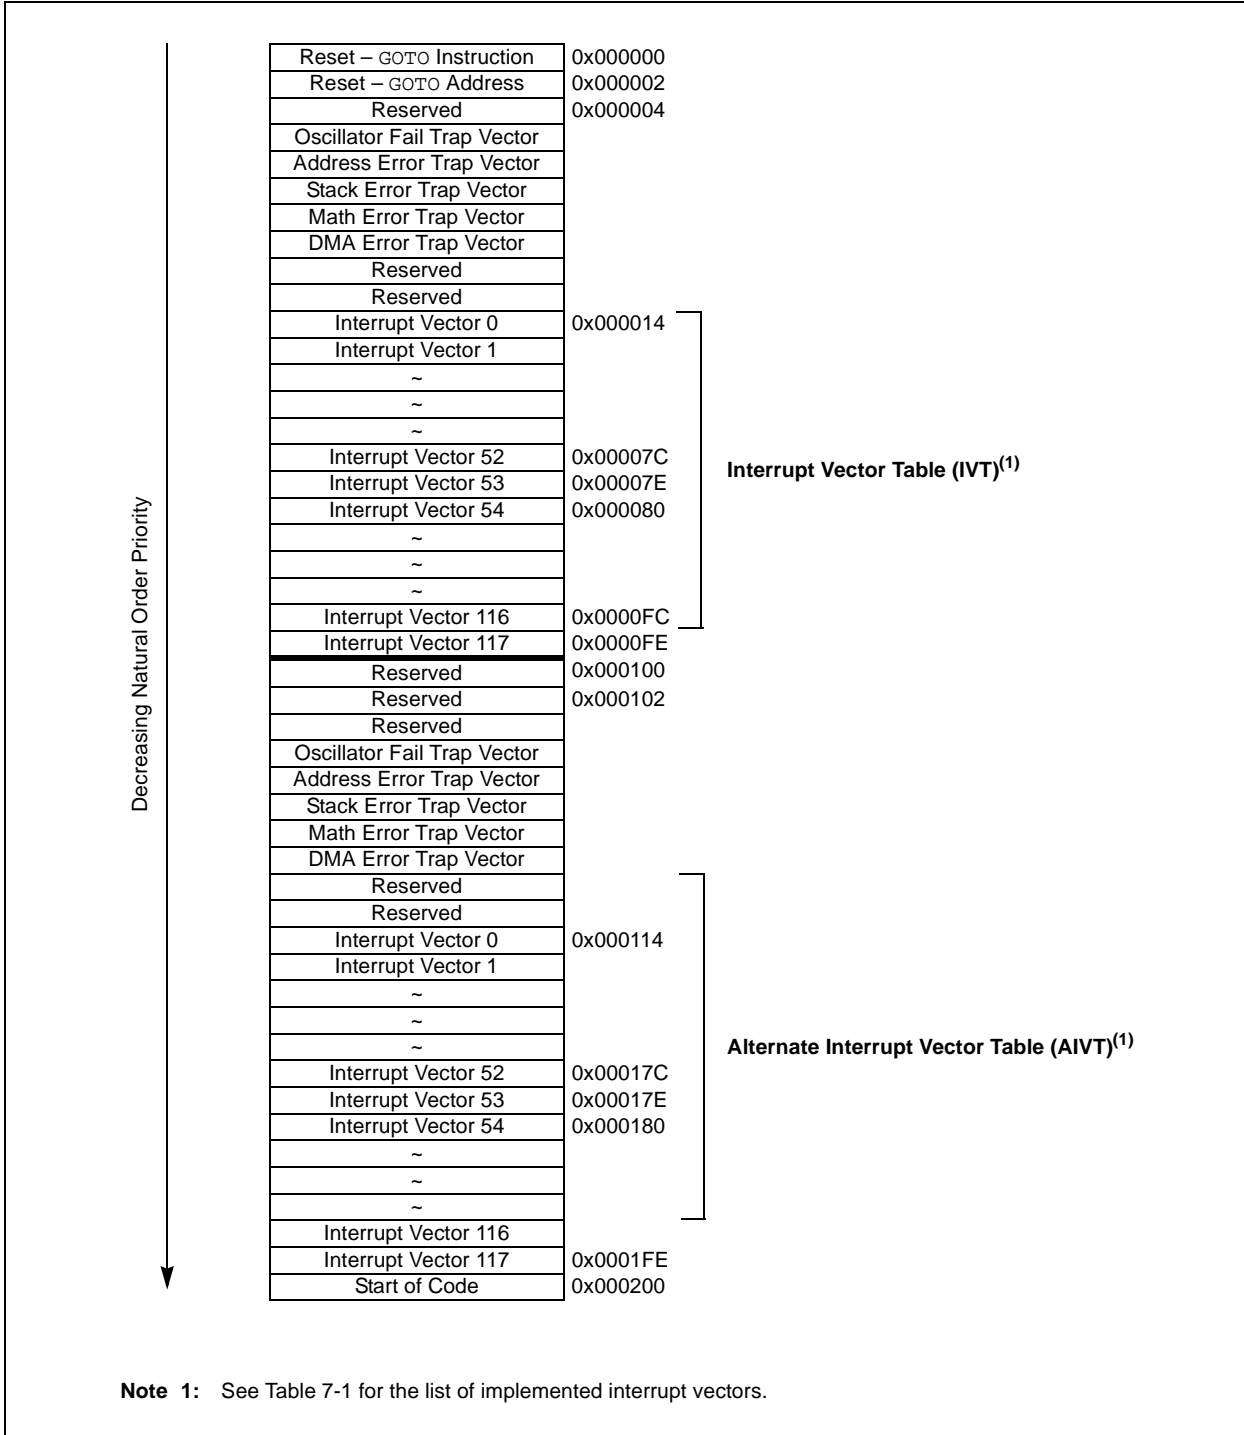 Reset – GOTO Instruction 0x000000
Reset – GOTO Address 0x000002
Reserved 0x000004
Oscillator Fail Trap Vector
Address Error Trap Vector
Stack Error Trap Vector
Math Error Trap Vector
DMA Error Trap Vector
Reserved
Reserved
Interrupt Vector 0 0x000014
Interrupt Vector 1
~
~
~
Interrupt Vector 52 0x00007C
Interrupt Vector 53 0x00007E
Interrupt Vector 54 0x000080
~
~
~
Interrupt Vector 116 0x0000FC
Interrupt Vector 117 0x0000FE
Reserved 0x000100
Reserved 0x000102
Reserved
Oscillator Fail Trap Vector
Address Error Trap Vector
Stack Error Trap Vector
Math Error Trap Vector
DMA Error Trap Vector
Reserved
Reserved
Interrupt Vector 0 0x000114
Interrupt Vector 1
~
~
~
Interrupt Vector 52 0x00017C
Interrupt Vector 53 0x00017E
Interrupt Vector 54 0x000180
~
~
~
Interrupt Vector 116
Interrupt Vector 117 0x0001FE
Start of Code 0x000200
Decreasing Natural Order Priority
Interrupt Vector Table (IVT)(1)
Alternate Interrupt Vector Table (AIVT)(1)
Note 1: See Table 7-1 for the list of implemented interrupt vectors.